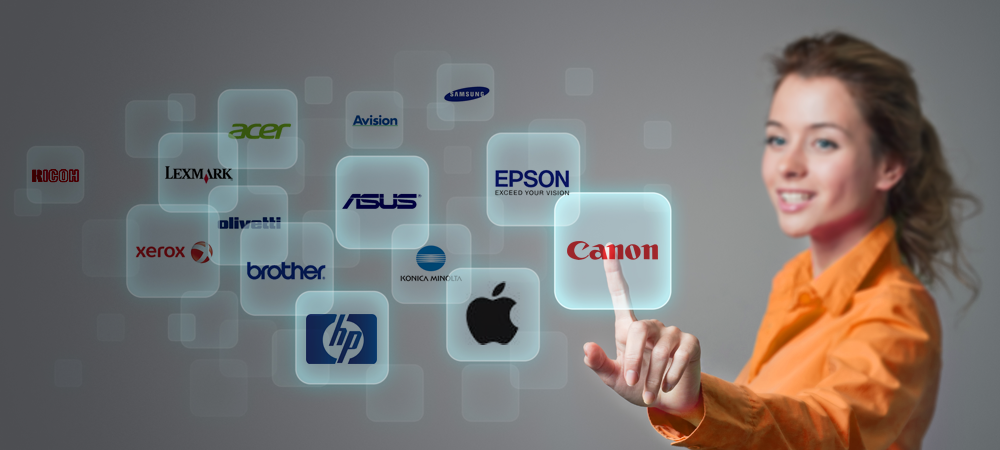 SAMSUNG
acer
Avision
RICOH
LEXMARK
EPSON
EXCEED YOUR VISION
ASUS
olivetti
xerox
Canon
brother
KONICA MINOLTA
hp